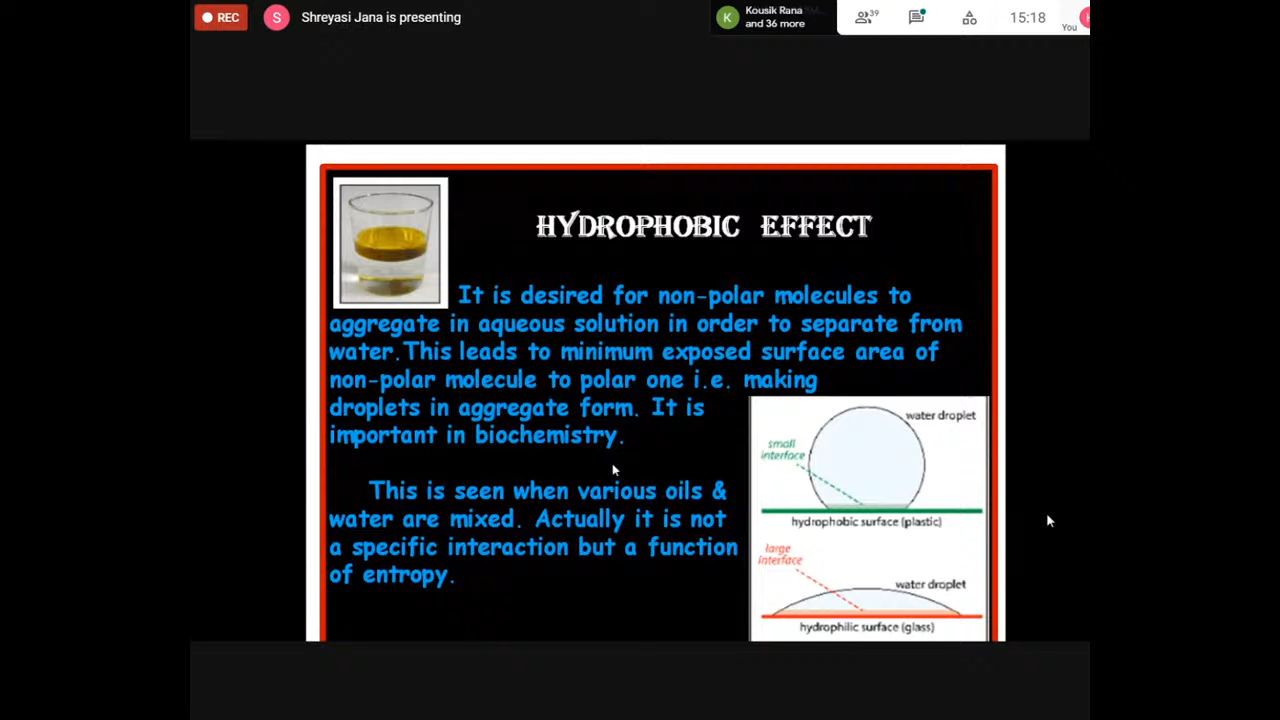 REC
S
Shreyasi Jana is presenting
K
Kousik Rana
and 36 more
39
15:18
You
HYDROPHOBIC EFFECT
It is desired for non-polar molecules to
aggregate in aqueous solution in order to separate from
water.This leads to minimum exposed surface area of
non-polar molecule to polar one i.e. making
droplets in aggregate form. It is
important in biochemistry.
This is seen when various oils &
water are mixed. Actually it is not
a specific interaction but a function
of entropy.
water droplet
small
interface
hydrophobic surface (plastic)
large
interface
water droplet
hydrophilic surface (glass)